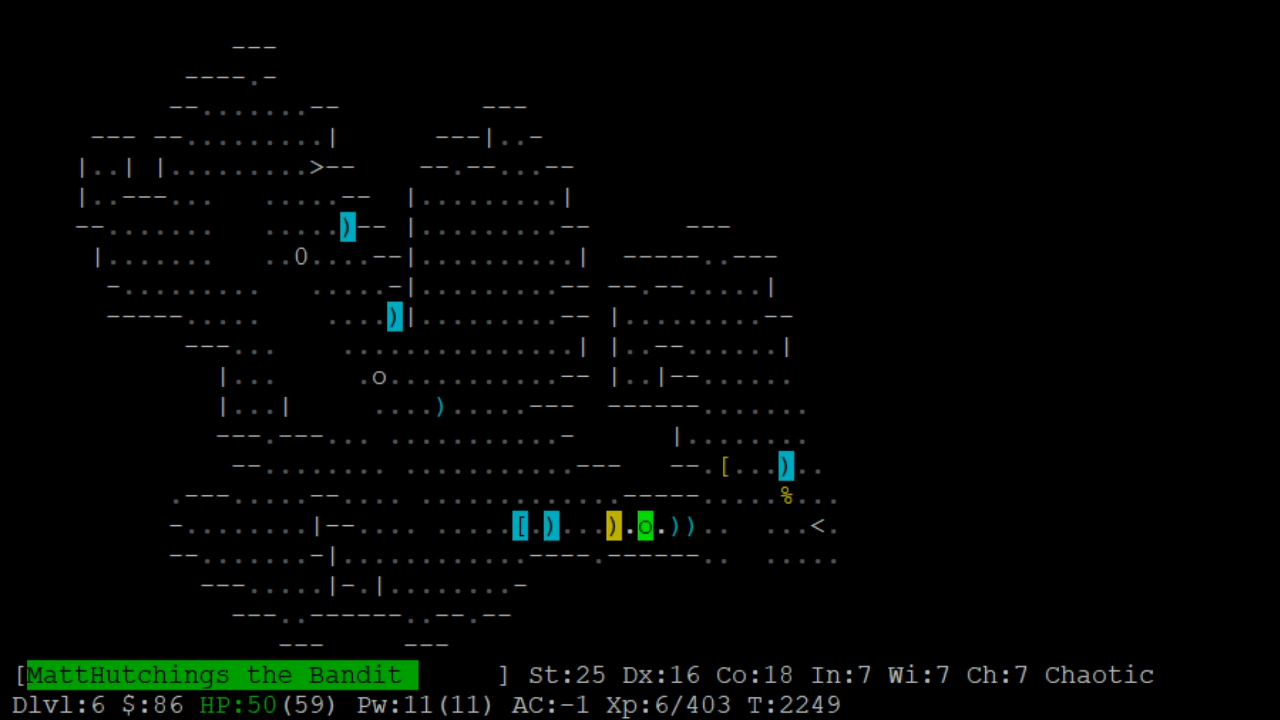 ---
----.-
--.......-- ---
--- --.........| ---|..-
|..| |.........>-- --.--...--
|..---... .....-- |.........|
--....... .....)-- |.........-- ---
|....... ..O....--| ..........| -----..---
-......... .....-|.........-- --.--.....|
-----..... ....)|.........-- |.........--
---... ...............| |..--......|
|... .o...........-- |..|--......
|...| ....).....--- ------.......
---.---... ...........-| |........
--........ ...........--- --.[...)..
.---.....--.... .............-----.....%...
-........|--.... .....[.)...).o.)).. ...<.
--.......-|............----.------.. .....
---.....|-.|........-
---..------..--.--
--- ---
[MattHutchings the Bandit ] St:25 Dx:16 Co:18 In:7 Wi:7 Ch:7 Chaotic
Dlvl:6 $:86 HP:50(59) Pw:11(11) AC:-1 Xp:6/403 T:2249